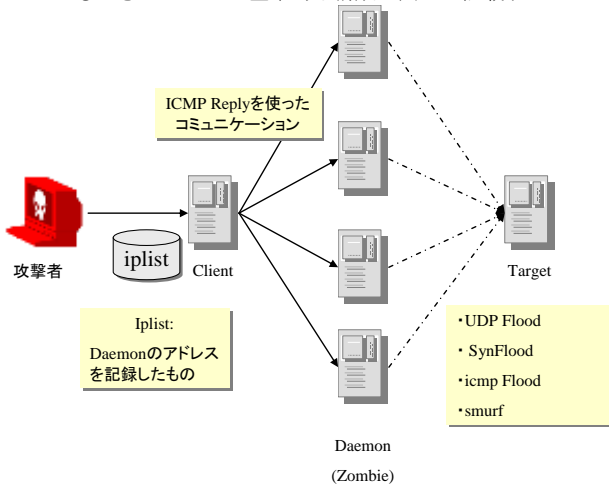 ICMP Replyを使った
コミュニケーション
攻撃者
iplist
Client
Target
Iplist:
Daemonのアドレス
を記録したもの
・UDP Flood
・ SynFlood
・icmp Flood
・smurf
Daemon
(Zombie)